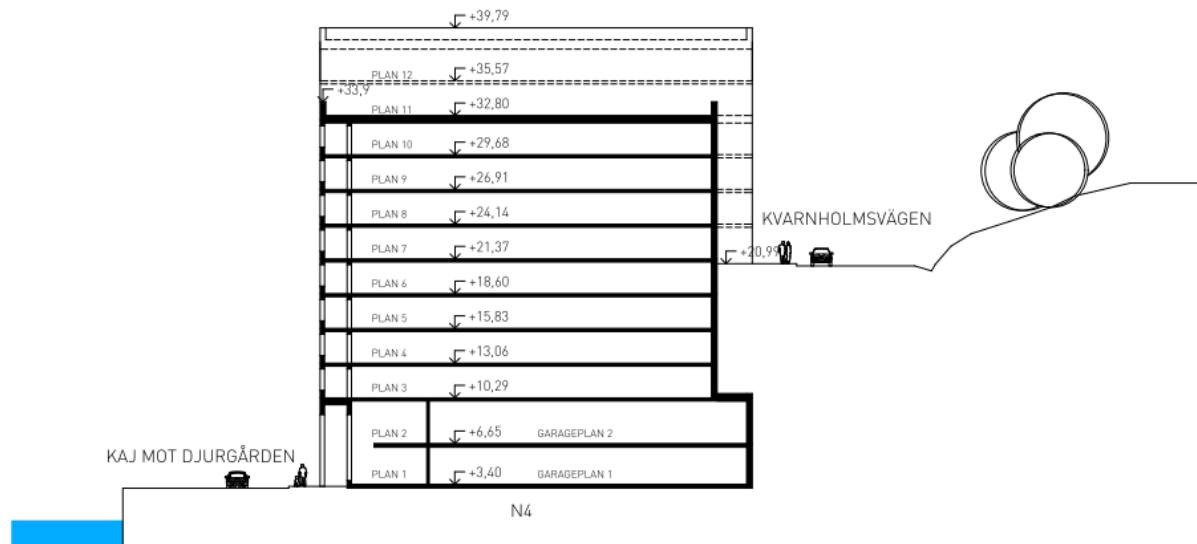 +39,79
PLAN 12 +35,57
+33,9
PLAN 11 +32,80
PLAN 10 +29,68
PLAN 9 +26,91
PLAN 8 +24,14
KVARNHOLMSVÄGEN
PLAN 7 +21,37
+20,99
PLAN 6 +18,60
PLAN 5 +15,83
PLAN 4 +13,06
PLAN 3 +10,29
PLAN 2 +6,65 GARAGEPLAN 2
KAJ MOT DJURGÅRDEN
PLAN 1 +3,40 GARAGEPLAN 1
N4